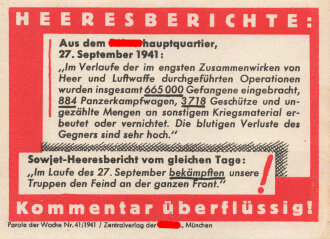 HEERESBERICHTE:
Aus dem hauptquartier,
27. September 1941:
„Im Verlaufe der im engsten Zusammenwirken von
Heer und Luftwaffe durchgeführten Operationen
wurden insgesamt 665000 Gefangene eingebracht,
884 Panzerkampfwagen, 3718 Geschütze und un-
gezählte Mengen an sonstigem Kriegsmaterial er-
beutet oder vernichtet. Die blutigen Verluste des
Gegners sind sehr hoch."
Sowjet-Heeresbericht vom gleichen Tage:
„Im Laufe des 27. September bekämpften unsere
Truppen den Feind an der ganzen Front."
!
Kommentar überflüssig!
Parole der Woche Nr. 41/1941 / Zentralverlag der , München